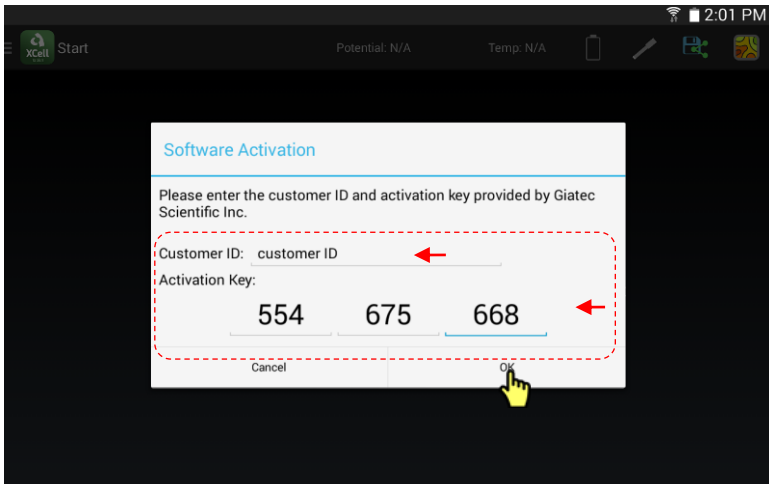 2:01 PM
XCell Start Potential: N/A Temp: N/A
Software Activation
Please enter the customer ID and activation key provided by Giatec
Scientific Inc.
Customer ID: customer ID
Activation Key:
554 675 668
Cancel OK